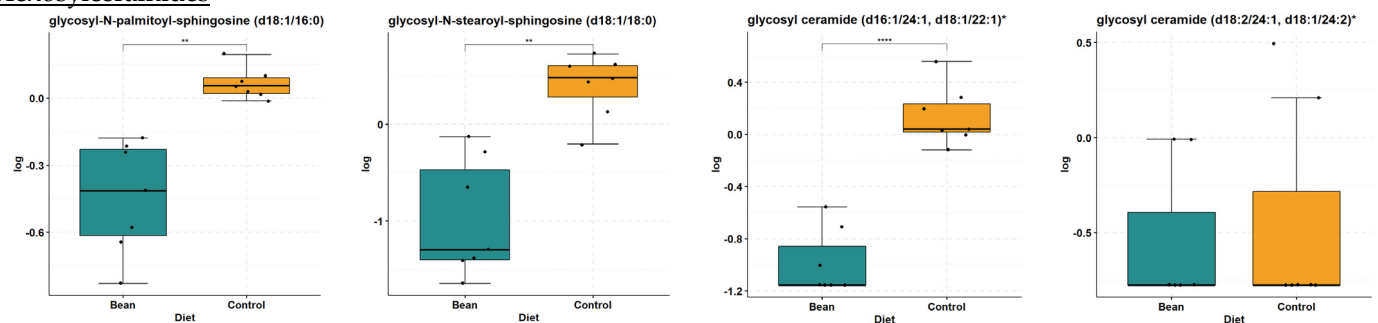 glycosyl-N-palmitoyl-sphingosine (d18:1/16:0)
**
0.0
-0.3
-0.6
log
Bean
Control
Diet
glycosyl-N-stearoyl-sphingosine (d18:1/18:0)
**
0
-1
log
Bean
Control
Diet
glycosyl ceramide (d16:1/24:1, d18:1/22:1)*
****
0.4
0.0
-0.4
-0.8
-1.2
log
Bean
Control
Diet
glycosyl ceramide (d18:2/24:1, d18:1/24:2)*
0.5
0.0
-0.5
log
Bean
Control
Diet